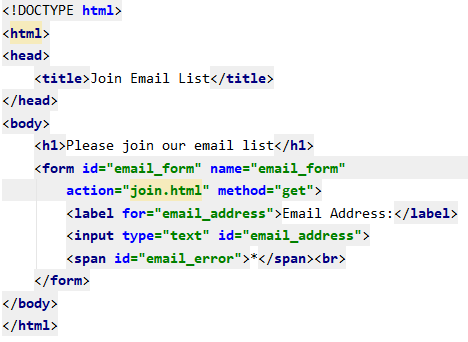 <!DOCTYPE html>
<html>
<head>
    <title>Join Email List</title>
</head>
<body>
    <h1>Please join our email list</h1>
    <form id="email_form" name="email_form"
        action="join.html" method="get">
        <label for="email_address">Email Address:</label>
        <input type="text" id="email_address">
        <span id="email_error">*</span><br>
    </form>
</body>
</html>